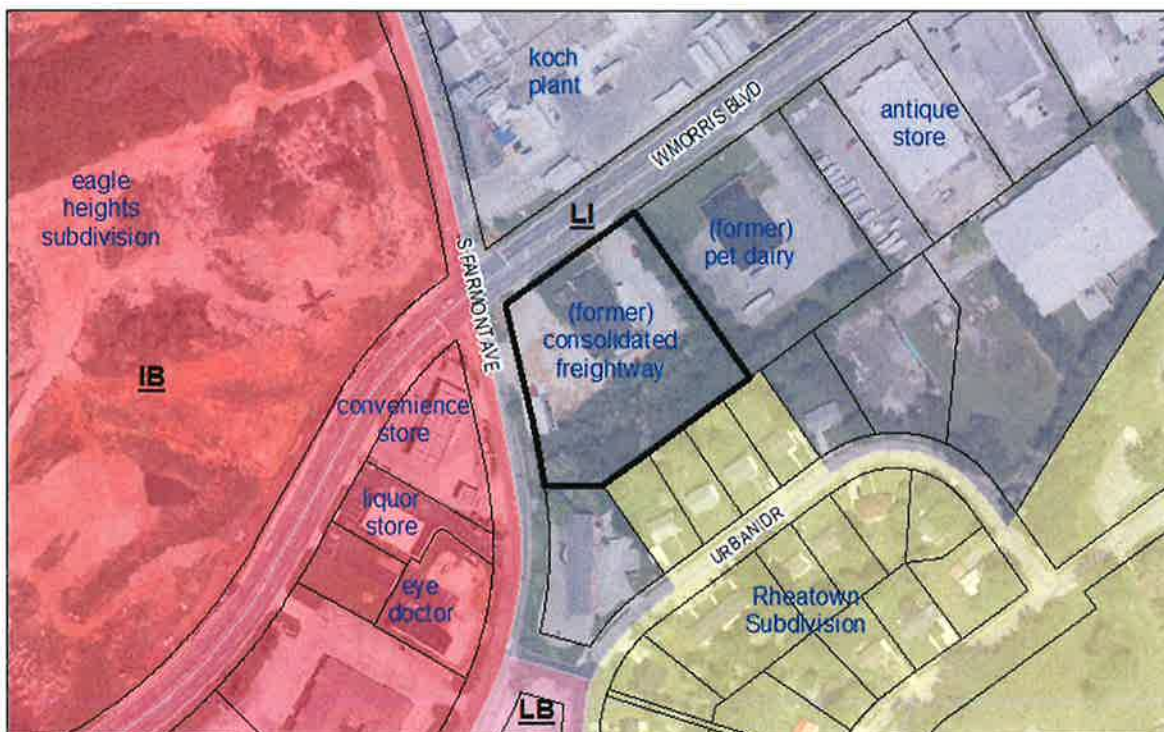 koch
plant
W MORRIS BLVD
antique
store
eagle
heights
subdivision
LI
(former)
pet dairy
S FAIRMONT AVE
(former)
consolidated
freightway
IB
convenience
store
liquor
store
eye
doctor
URBAN DR
Rheatown
Subdivision
LB